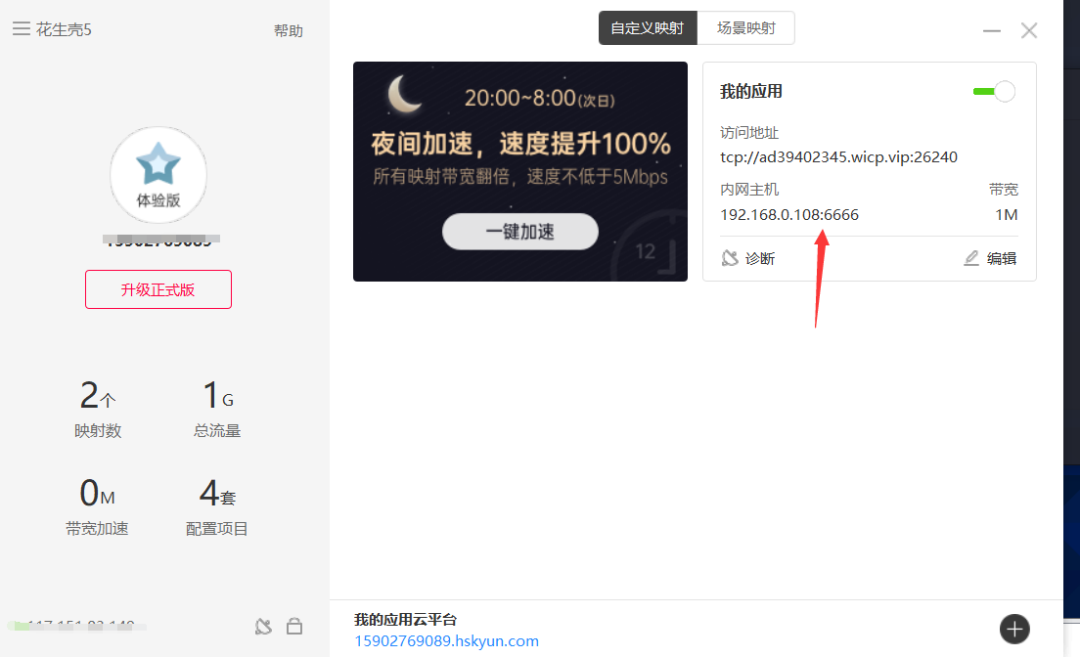 花生壳5
帮助
体验版
升级正式版
2个
映射数
1G
总流量
0M
带宽加速
4套
配置项目
自定义映射
场景映射
20:00~8:00(次日)
夜间加速，速度提升100%
所有映射带宽翻倍，速度不低于5Mbps
一键加速
12
我的应用
访问地址
tcp://ad39402345.wicp.vip:26240
内网主机
带宽
192.168.0.108:6666
1M
诊断
编辑
我的应用云平台
15902769089.hskyun.com